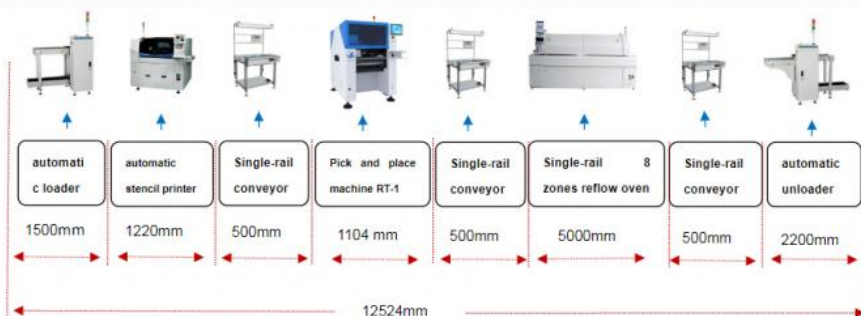 automati
c loader
automatic
stencil printer
Single-rail
conveyor
Pick and place
machine RT-1
Single-rail
conveyor
Single-rail 8
zones reflow oven
Single-rail
conveyor
automatic
unloader
1500mm
1220mm
500mm
1104 mm
500mm
5000mm
500mm
2200mm
12524mm